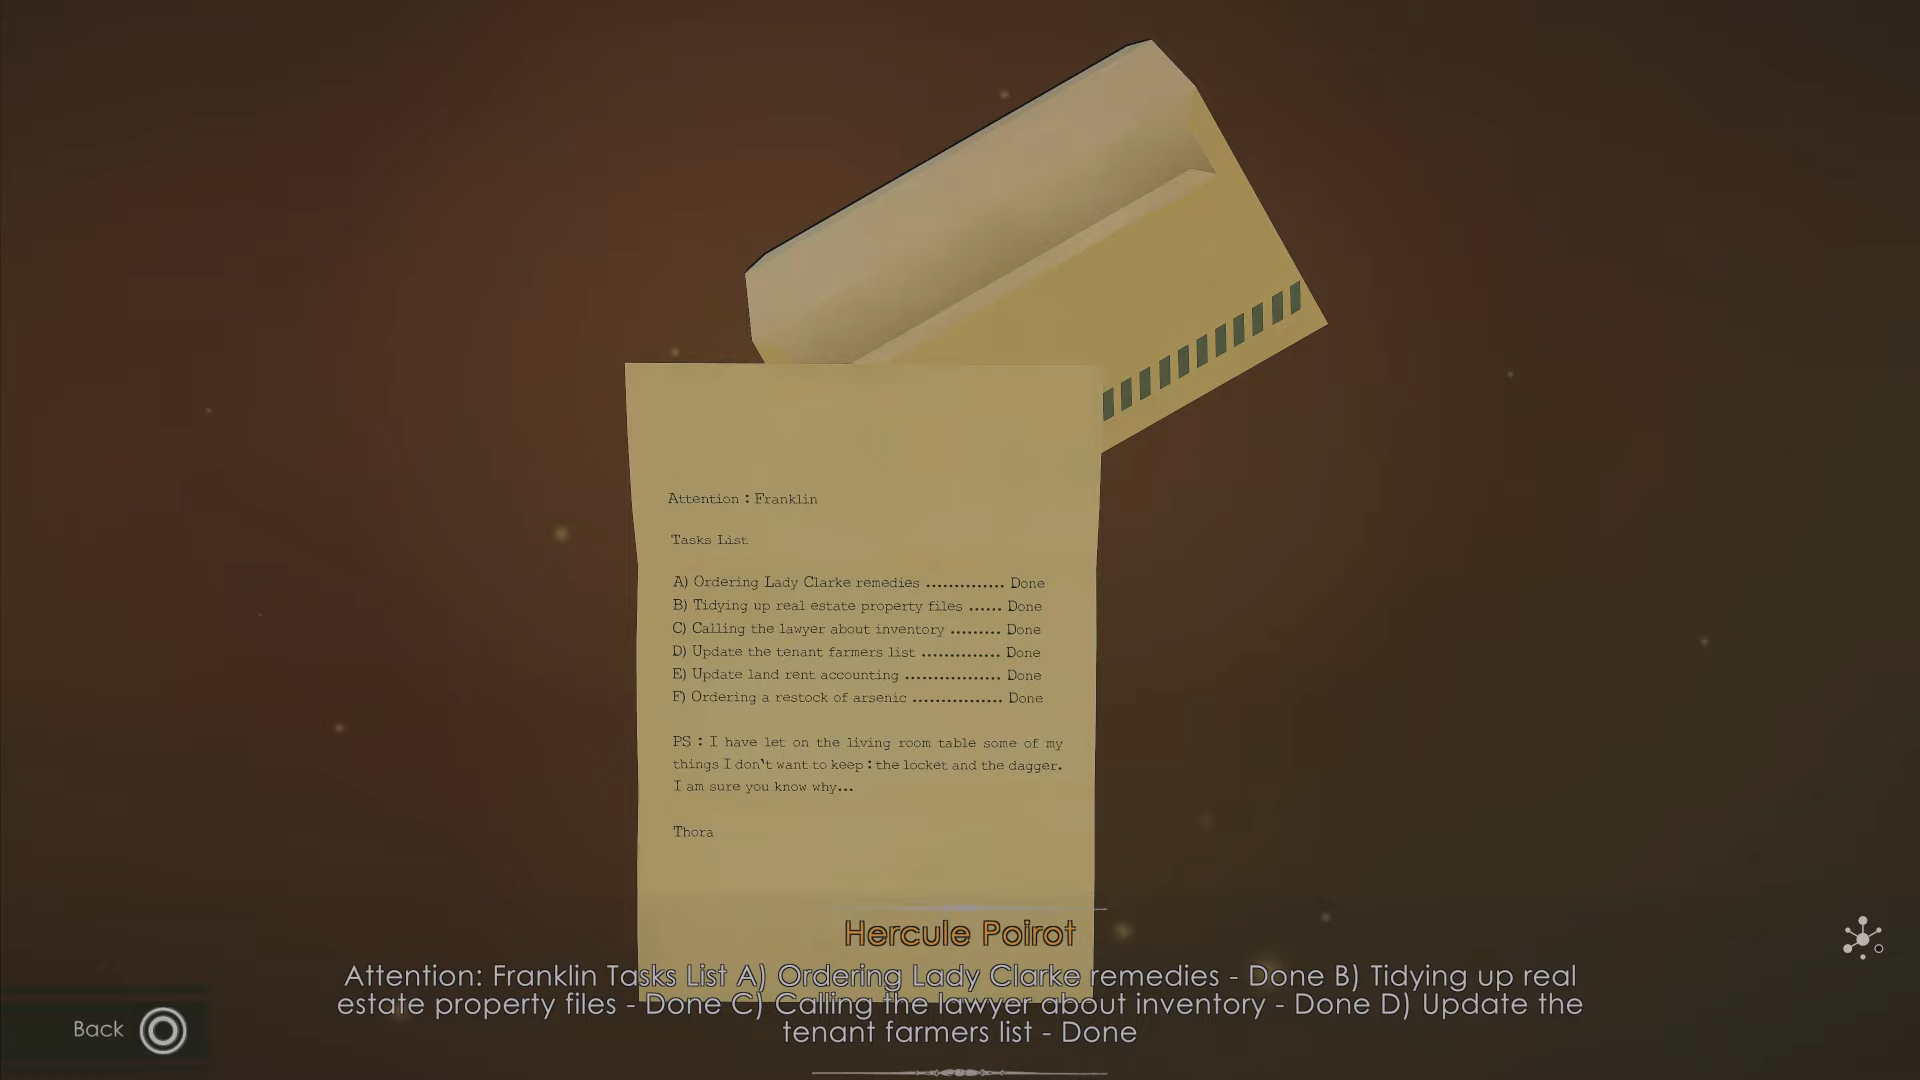 Attention : Franklin
Tasks List
A) Ordering Lady Clarke remedies .............. Done
B) Tidying up real estate property files ...... Done
C) Calling the lawyer about inventory ......... Done
D) Update the tenant farmers list .............. Done
E) Update land rent accounting ................. Done
F) Ordering a restock of arsenic ................ Done
PS : I have let on the living room table some of my
things I don't want to keep : the locket and the dagger.
I am sure you know why...
Thora
Hercule Poirot
Attention: Franklin Tasks List A) Ordering Lady Clarke remedies - Done B) Tidying up real
estate property files - Done C) Calling the lawyer about inventory - Done D) Update the
tenant farmers list - Done
Back